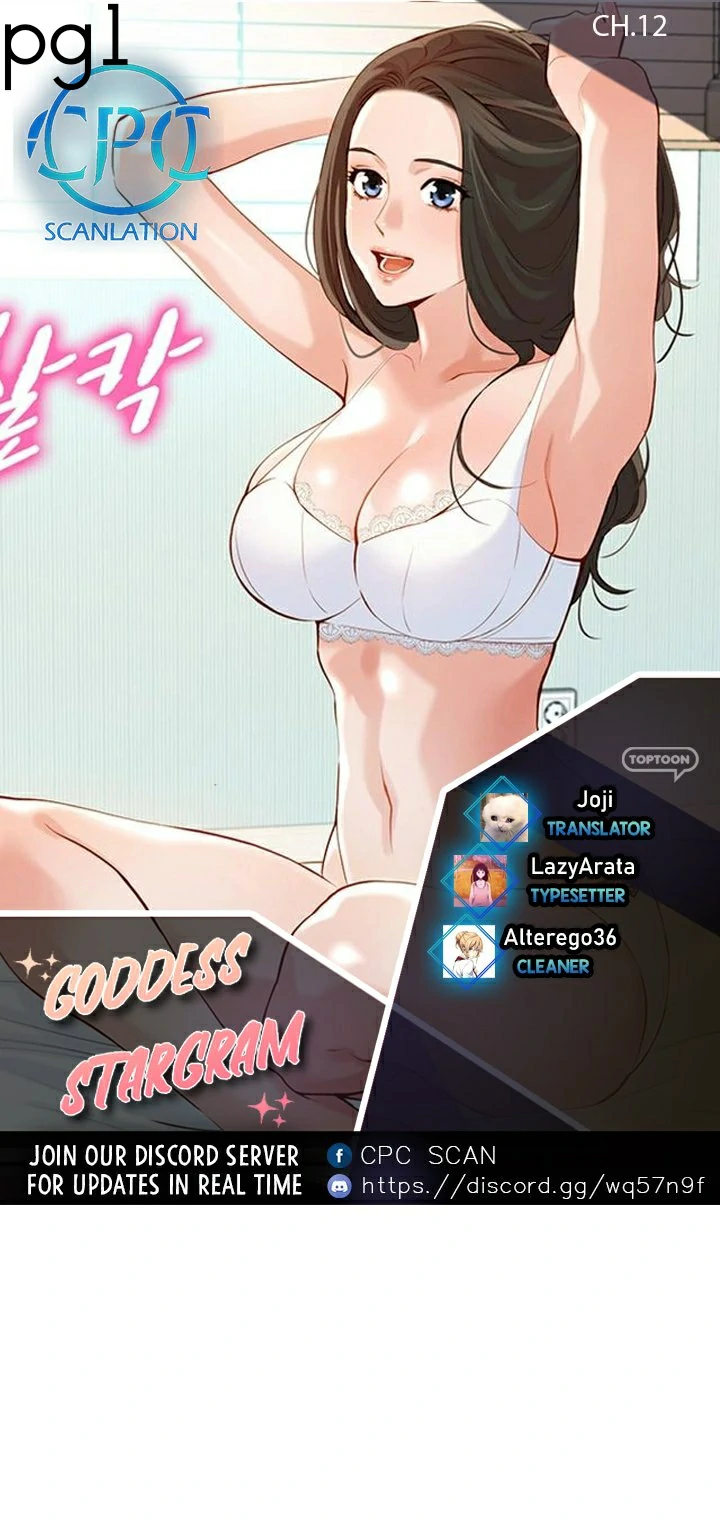 pg1
CH.12
CPC
SCANLATION
찰칵
TOPTOON
Joji
TRANSLATOR
LazyArata
TYPESETTER
Alterego36
CLEANER
GODDESS
STARGRAM
JOIN OUR DISCORD SERVER
FOR UPDATES IN REAL TIME
CPC SCAN
https://discord.gg/wq57n9f